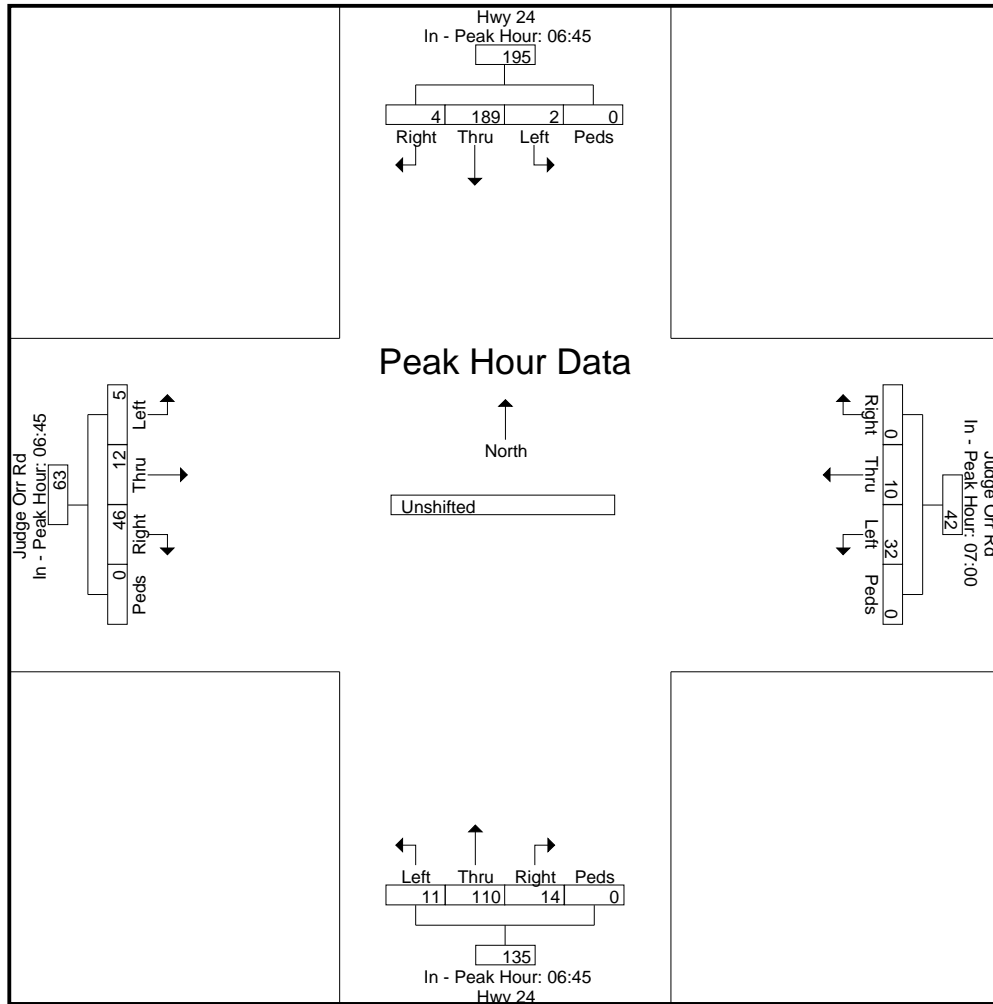 Hwy 24
In - Peak Hour: 06:45
195
4 189 2 0
Right Thru Left Peds
Peak Hour Data
North
Unshifted
Judge Orr Rd
In - Peak Hour: 06:45
63
5 12 46 0
Left Thru Right Peds
Judge Orr Rd
In - Peak Hour: 07:00
42
0 10 32 0
Right Thru Left Peds
Left Thru Right Peds
11 110 14 0
135
In - Peak Hour: 06:45
Hwy 24